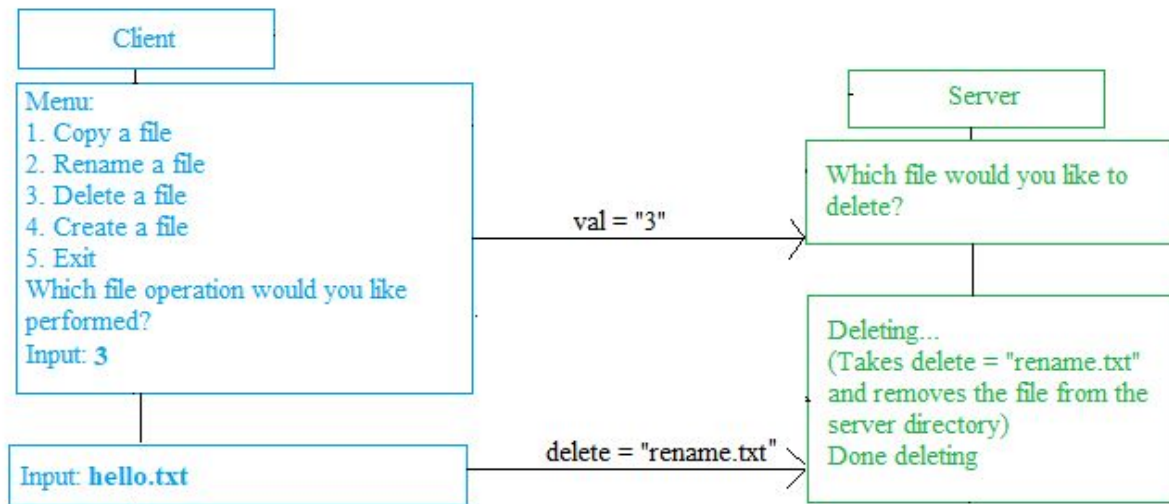 Client
Menu:
1. Copy a file
2. Rename a file
3. Delete a file
4. Create a file
5. Exit
Which file operation would you like
performed?
Input: 3
val = "3"
Server
Which file would you like to
delete?
Input: hello.txt
delete = "rename.txt"
Deleting...
(Takes delete = "rename.txt"
and removes the file from the
server directory)
Done deleting